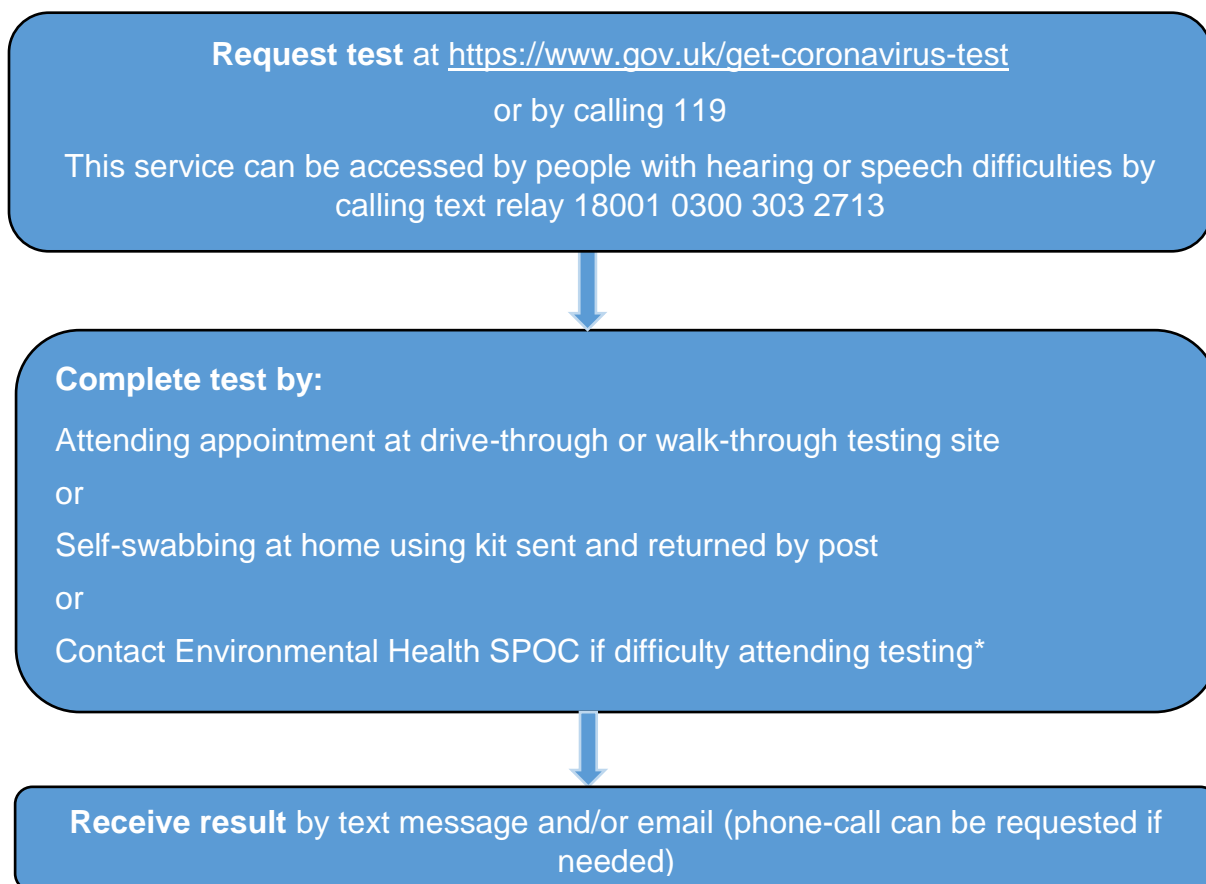 Request test at https://www.gov.uk/get-coronavirus-test
or by calling 119
This service can be accessed by people with hearing or speech difficulties by
calling text relay 18001 0300 303 2713
Complete test by:
Attending appointment at drive-through or walk-through testing site
or
Self-swabbing at home using kit sent and returned by post
or
Contact Environmental Health SPOC if difficulty attending testing*
Receive result by text message and/or email (phone-call can be requested if
needed)